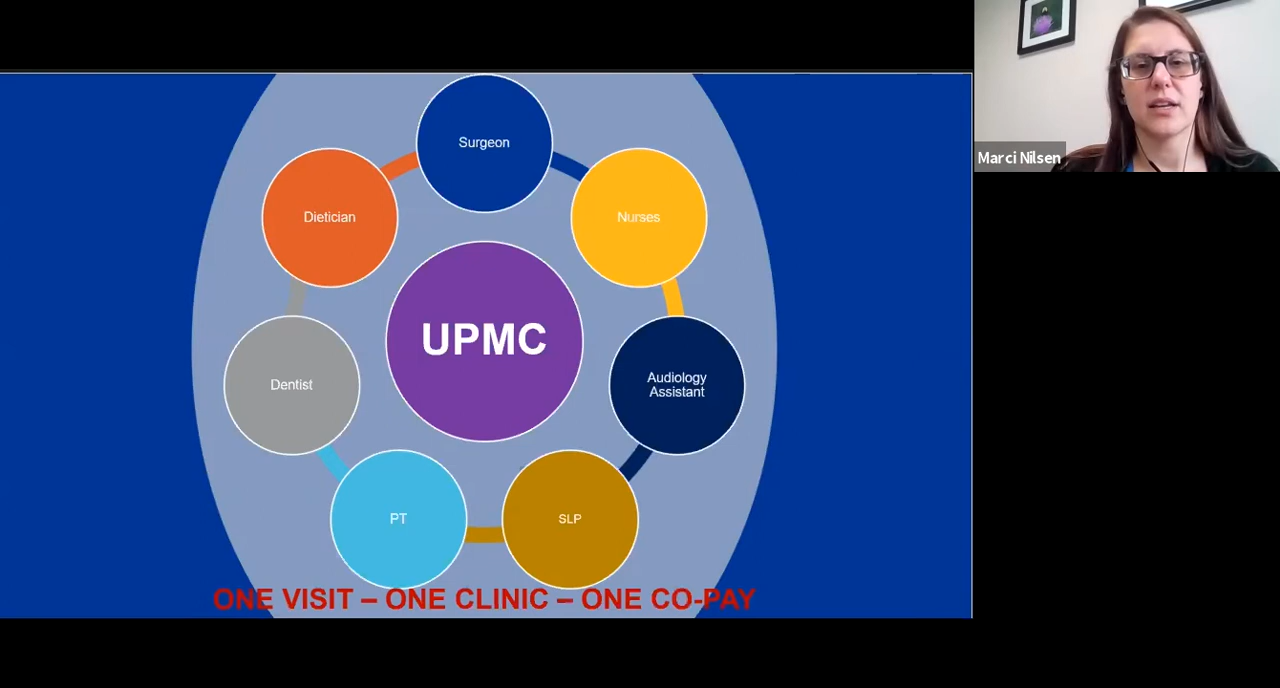 Surgeon
Nurses
Audiology
Assistant
SLP
PT
Dentist
Dietician
UPMC
ONE VISIT – ONE CLINIC – ONE CO-PAY
Marci Nilsen